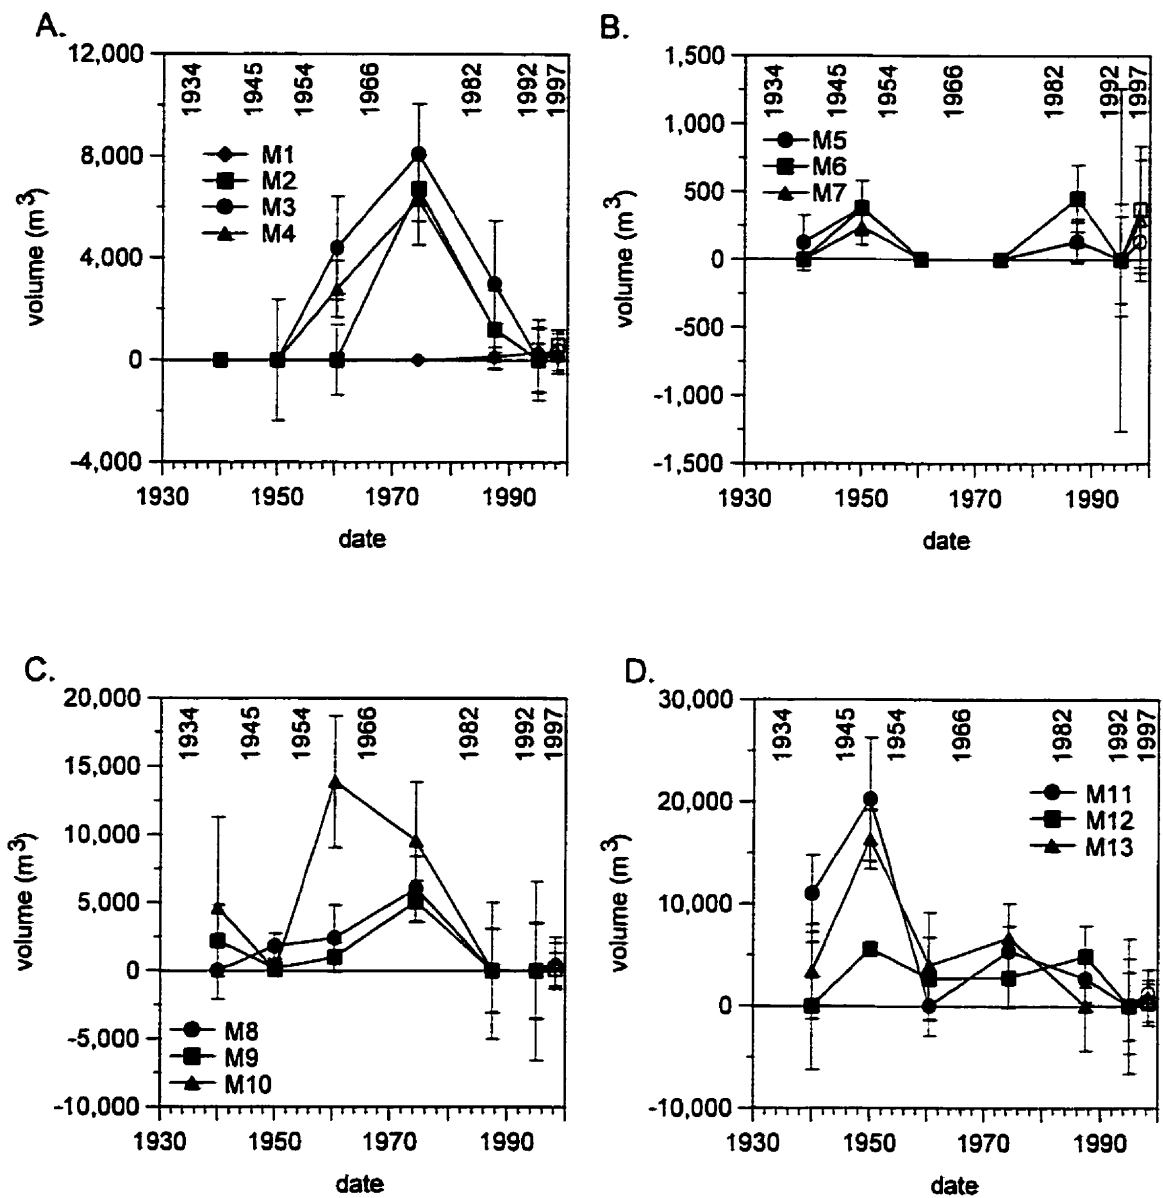 A.
12,000
8,000
4,000
0
-4,000
volume (m³)
1934 1945 1954 1966 1982 1992 1997
M1
M2
M3
M4
1930 1950 1970 1990
date
B.
1,500
1,000
500
0
-500
-1,000
-1,500
volume (m³)
1934 1945 1954 1966 1982 1992 1997
M5
M6
M7
1930 1950 1970 1990
date
C.
20,000
15,000
10,000
5,000
0
-5,000
-10,000
volume (m³)
1934 1945 1954 1966 1982 1992 1997
M8
M9
M10
1930 1950 1970 1990
date
D.
30,000
20,000
10,000
0
-10,000
volume (m³)
1934 1945 1954 1966 1982 1992 1997
M11
M12
M13
1930 1950 1970 1990
date